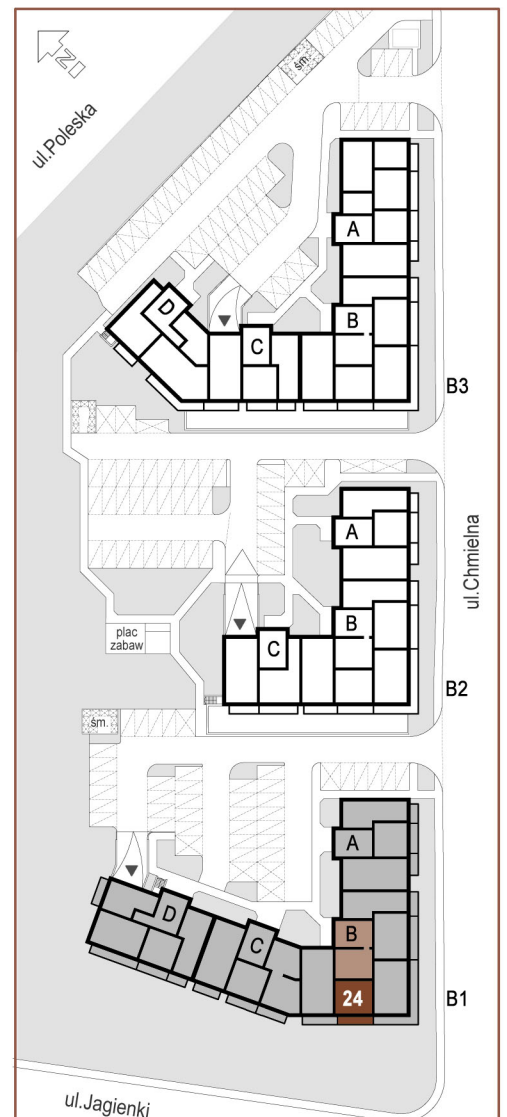 N
ul.Poleska
śm.
A
D
B
C
B3
A
ul.Chmielna
B
plac
zabaw
C
B2
śm.
A
D
B
C
24
B1
ul.Jagienki